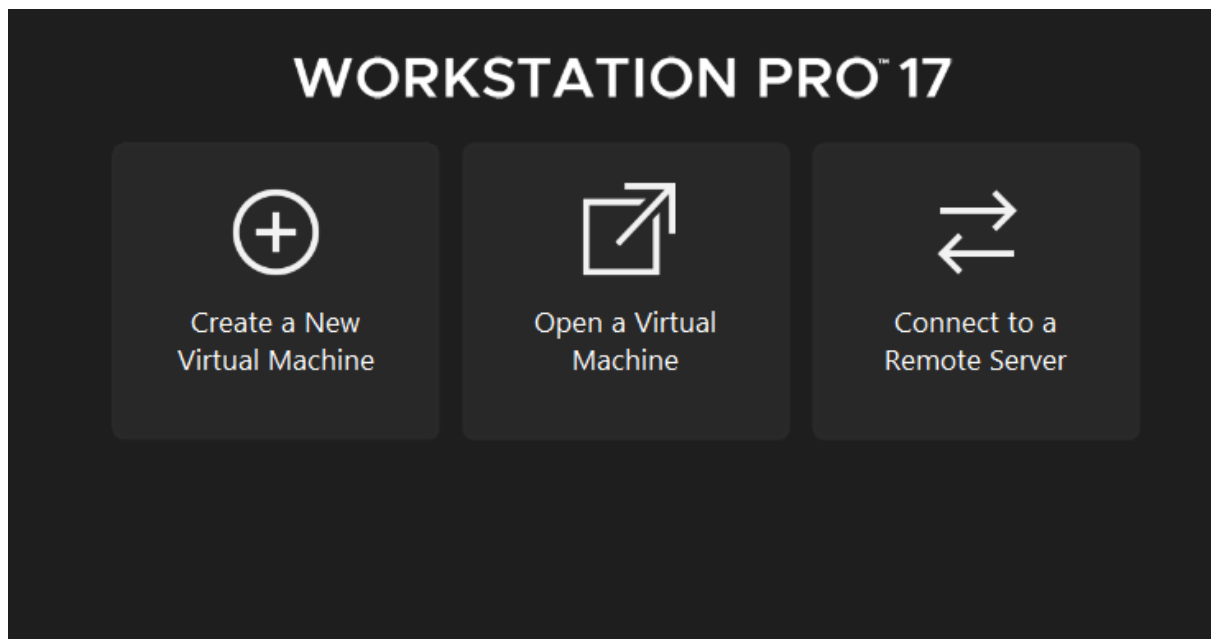 WORKSTATION PRO™ 17
Create a New
Virtual Machine
Open a Virtual
Machine
Connect to a
Remote Server